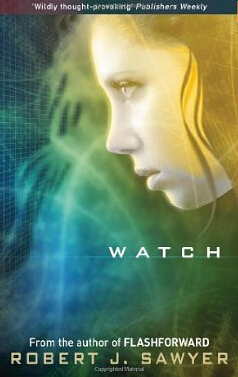 'Wildly thought-provoking' Publishers Weekly
WATCH
From the author of FLASHFORWARD
ROBERT J. SAWYER